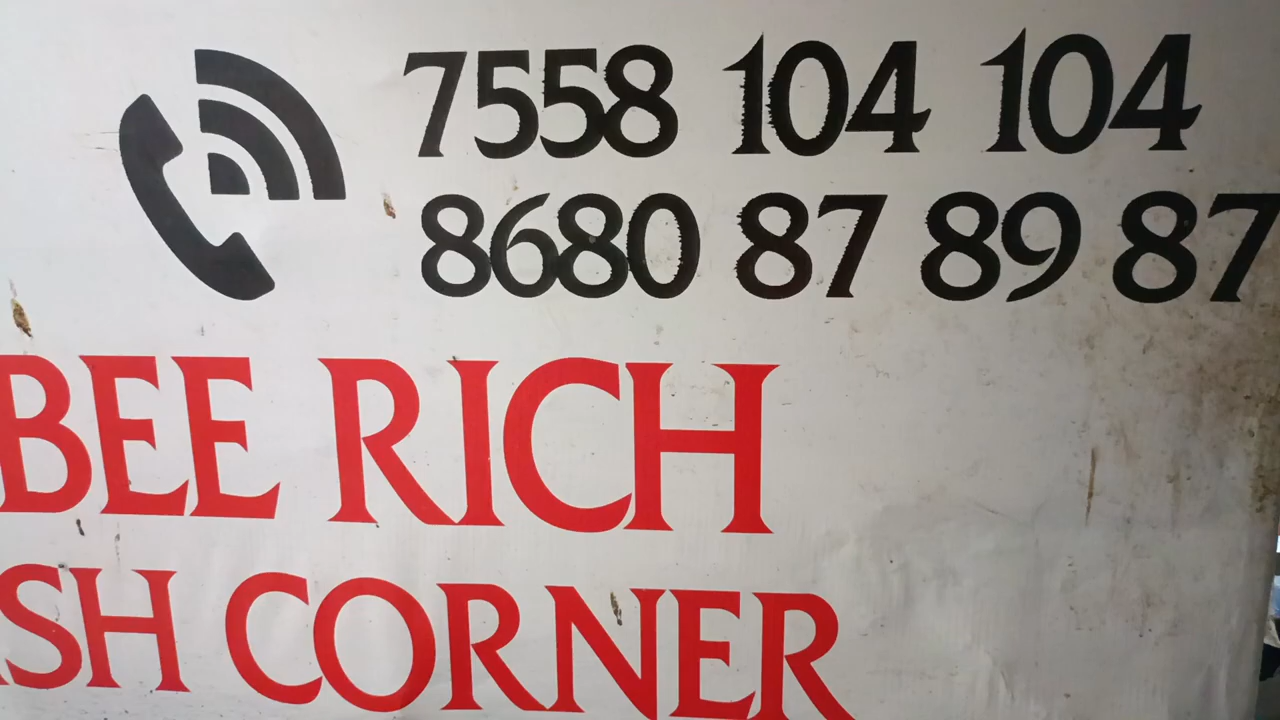 7558 104 104
8680 87 89 87
BEE RICH
SH CORNER